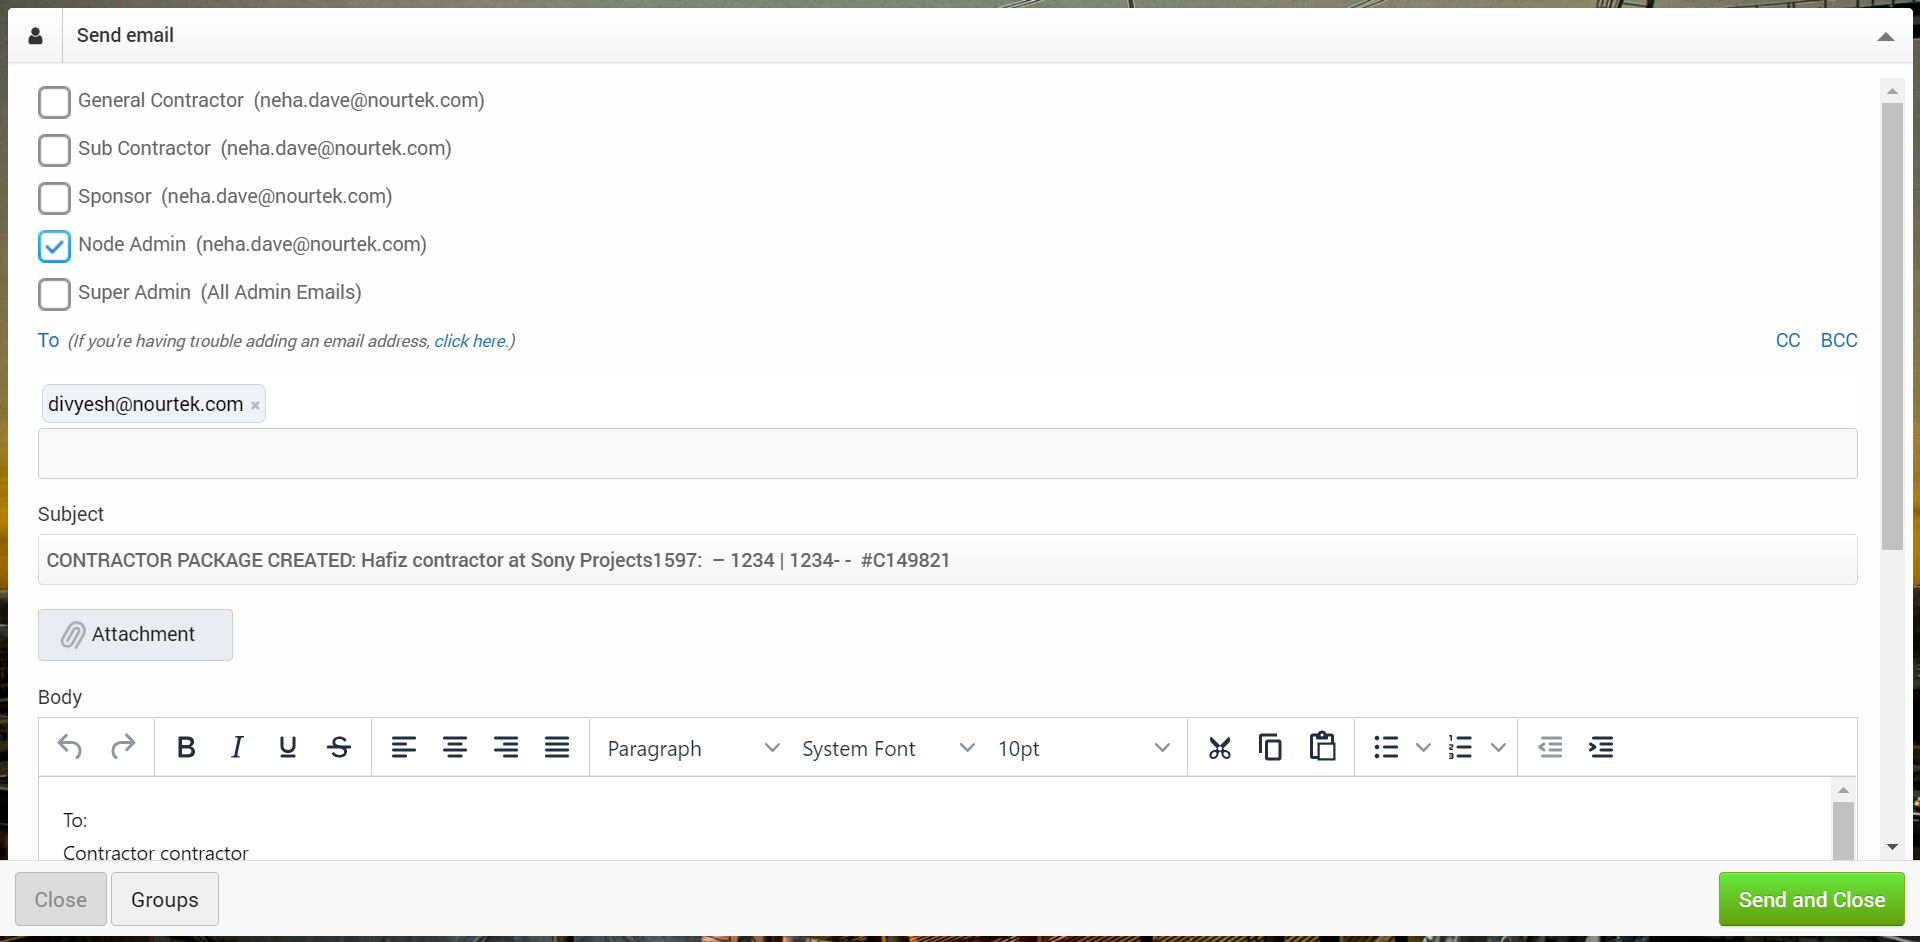 Send email
General Contractor (neha.dave@nourtek.com)
Sub Contractor (neha.dave@nourtek.com)
Sponsor (neha.dave@nourtek.com)
Node Admin (neha.dave@nourtek.com)
Super Admin (All Admin Emails)
To (If you're having trouble adding an email address, click here.) CC BCC
divyesh@nourtek.com ×
Subject
CONTRACTOR PACKAGE CREATED: Hafiz contractor at Sony Projects1597: – 1234 | 1234- - #C149821
Attachment
Body
B I U S Paragraph System Font 10pt
To:
Contractor contractor
Close Groups Send and Close